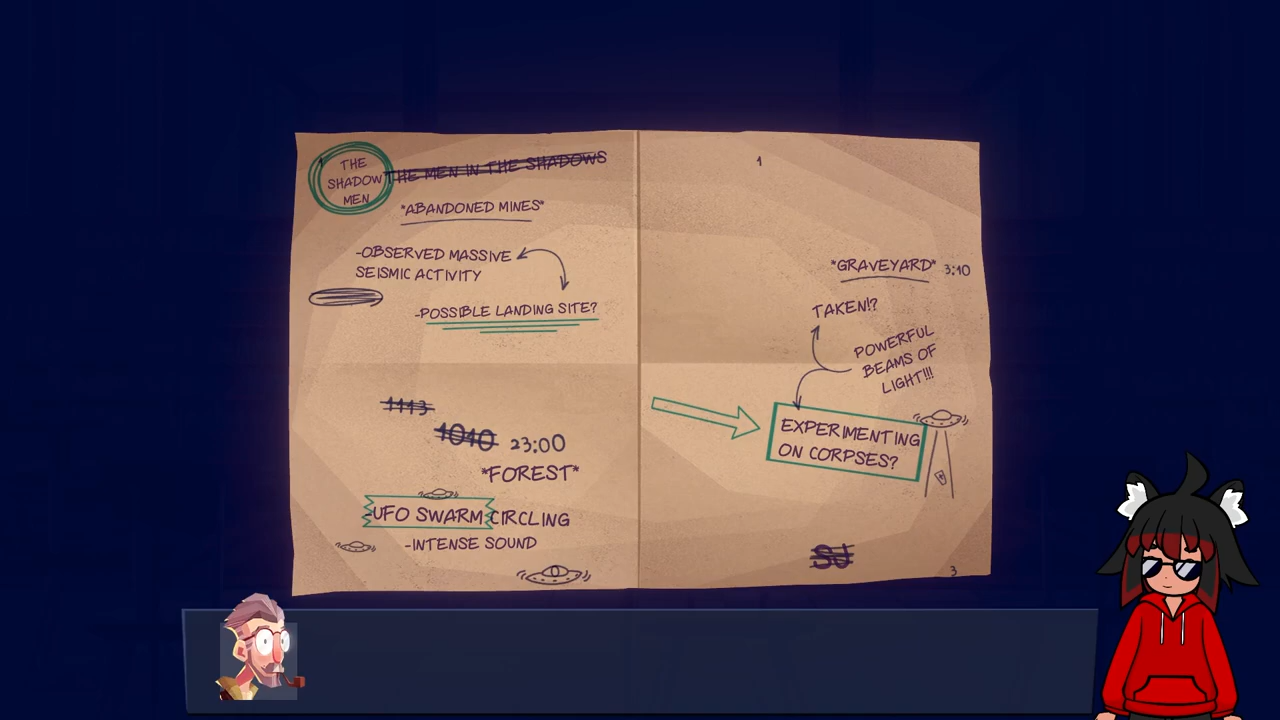 THE
SHADOW
MEN
THE MEN IN THE SHADOWS
*ABANDONED MINES*
-OBSERVED MASSIVE
SEISMIC ACTIVITY
-POSSIBLE LANDING SITE?
1113
1010 23:00
*FOREST*
-UFO SWARM CIRCLING
-INTENSE SOUND
1
*GRAVEYARD* 3:10
TAKEN!?
POWERFUL
BEAMS OF
LIGHT!!!
EXPERIMENTING
ON CORPSES?
SJ
3